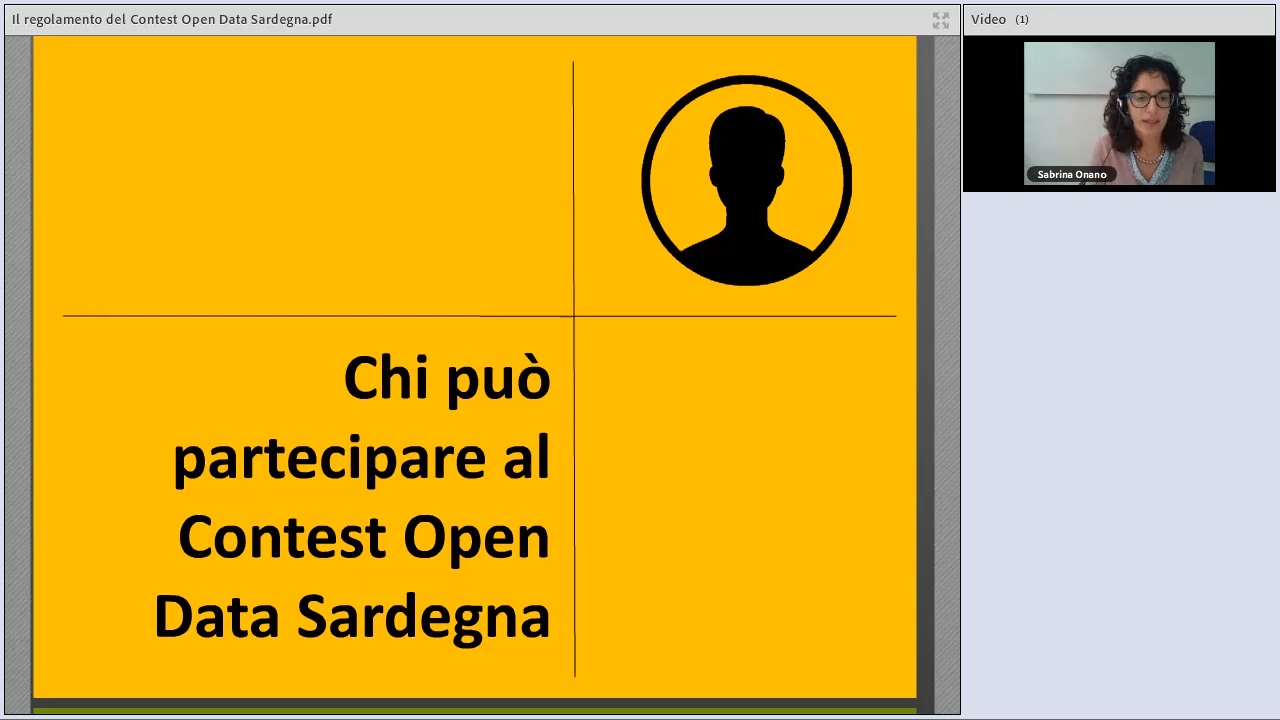 Il regolamento del Contest Open Data Sardegna.pdf
Video (1)
Sabrina Onano
Chi può
partecipare al
Contest Open
Data Sardegna